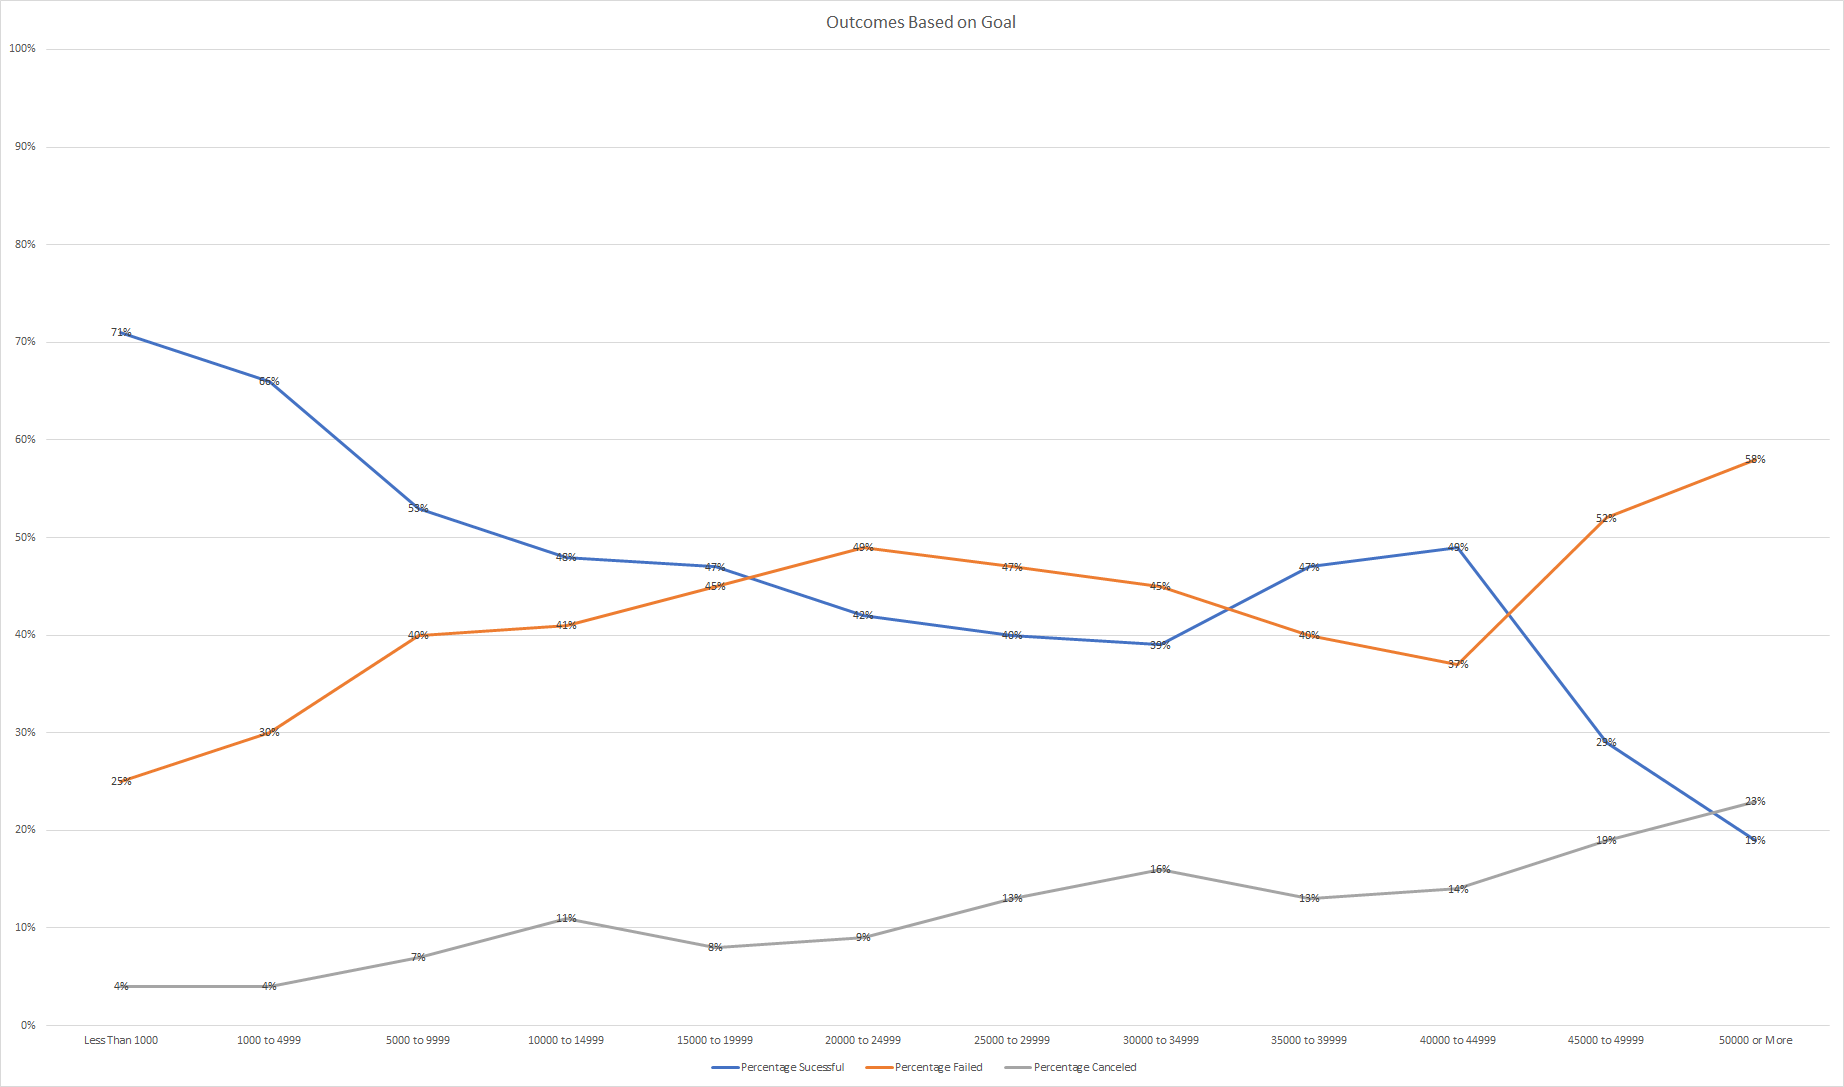 Outcomes Based on Goal
100%
90%
80%
70%
60%
50%
40%
30%
20%
10%
0%
71% 66% 53% 48% 47% 42% 40% 39% 47% 49% 29% 19%
25% 30% 40% 41% 45% 49% 47% 45% 40% 37% 52% 58%
4% 4% 7% 11% 8% 9% 13% 16% 13% 14% 19% 23%
Less Than 1000 1000 to 4999 5000 to 9999 10000 to 14999 15000 to 19999 20000 to 24999 25000 to 29999 30000 to 34999 35000 to 39999 40000 to 44999 45000 to 49999 50000 or More
Percentage Sucessful Percentage Failed Percentage Canceled